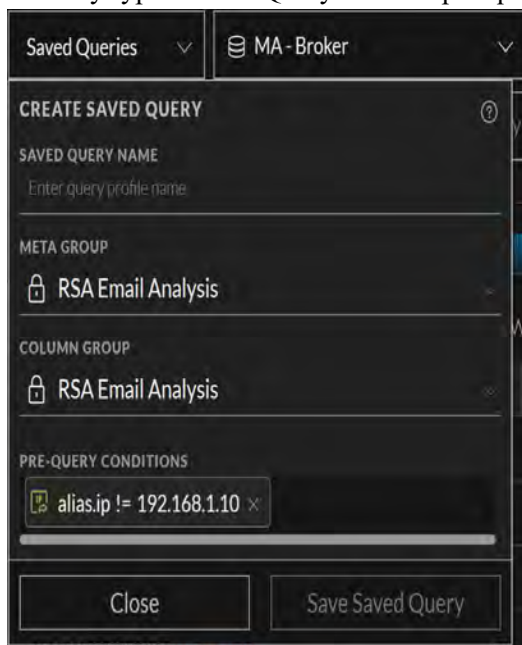 Saved Queries MA - Broker
CREATE SAVED QUERY
SAVED QUERY NAME
Enter query profile name
META GROUP
RSA Email Analysis
COLUMN GROUP
RSA Email Analysis
PRE-QUERY CONDITIONS
alias.ip != 192.168.1.10 ×
Close Save Saved Query